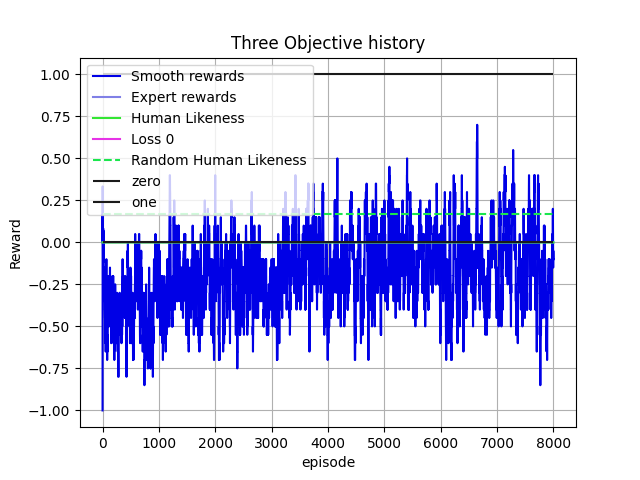 Three Objective history
1.00
0.75
0.50
0.25
0.00
−0.25
−0.50
−0.75
−1.00
Reward
Smooth rewards
Expert rewards
Human Likeness
Loss 0
Random Human Likeness
zero
one
0 1000 2000 3000 4000 5000 6000 7000 8000
episode